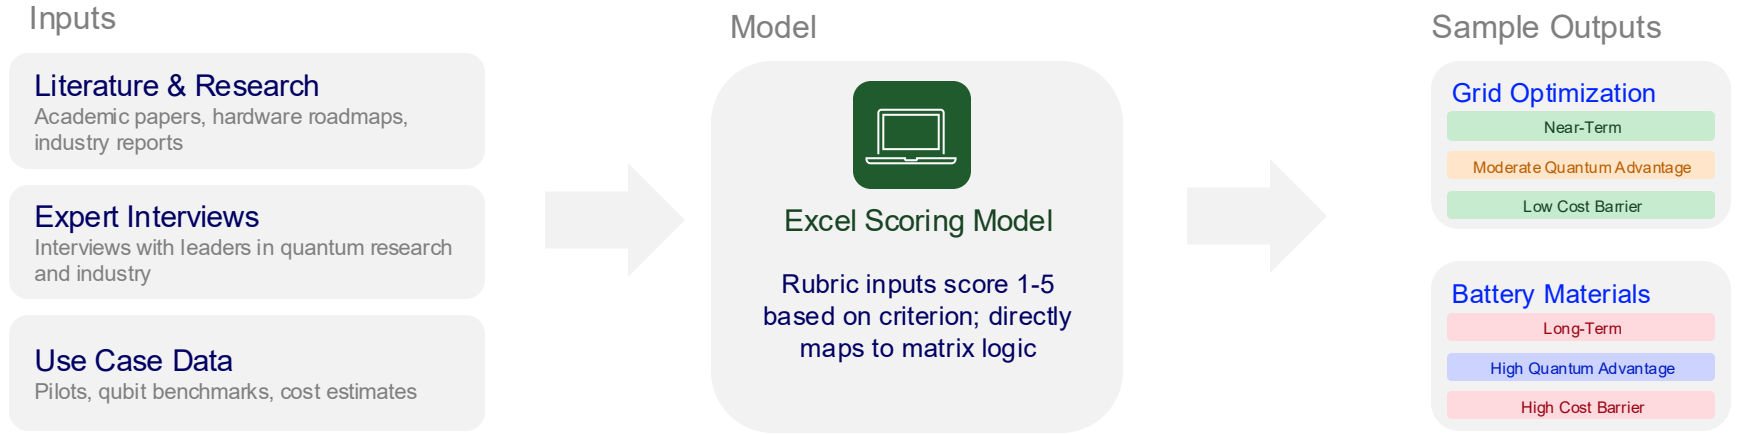 Inputs
Literature & Research
Academic papers, hardware roadmaps,
industry reports
Expert Interviews
Interviews with leaders in quantum research
and industry
Use Case Data
Pilots, qubit benchmarks, cost estimates
Model
Excel Scoring Model
Rubric inputs score 1-5
based on criterion; directly
maps to matrix logic
Sample Outputs
Grid Optimization
Near-Term
Moderate Quantum Advantage
Low Cost Barrier
Battery Materials
Long-Term
High Quantum Advantage
High Cost Barrier